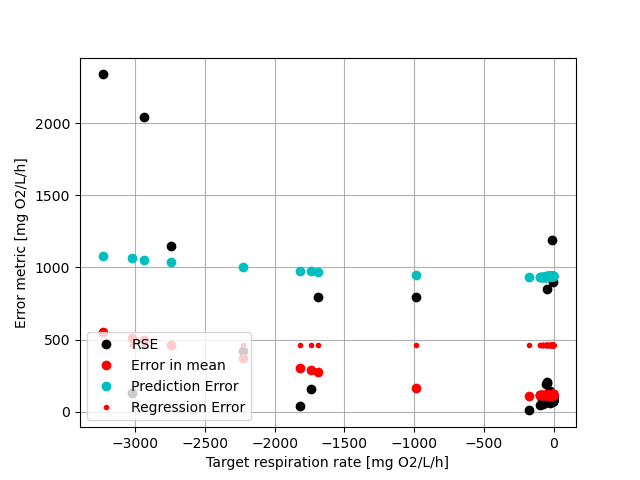 2000
1500
1000
500
0
Error metric [mg O2/L/h]
RSE
Error in mean
Prediction Error
Regression Error
−3000 −2500 −2000 −1500 −1000 −500 0
Target respiration rate [mg O2/L/h]